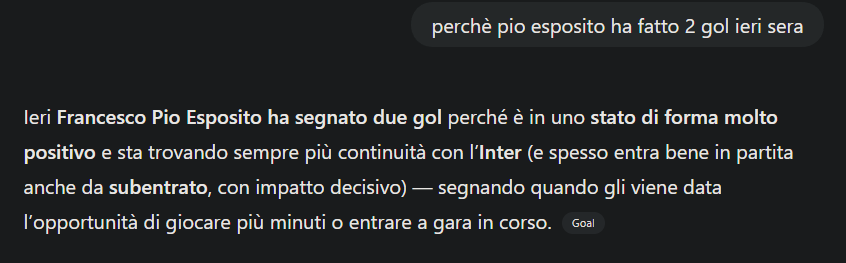 perchè pio esposito ha fatto 2 gol ieri sera
Ieri Francesco Pio Esposito ha segnato due gol perché è in uno stato di forma molto
positivo e sta trovando sempre più continuità con l’Inter (e spesso entra bene in partita
anche da subentrato, con impatto decisivo) — segnando quando gli viene data
l’opportunità di giocare più minuti o entrare a gara in corso. Goal